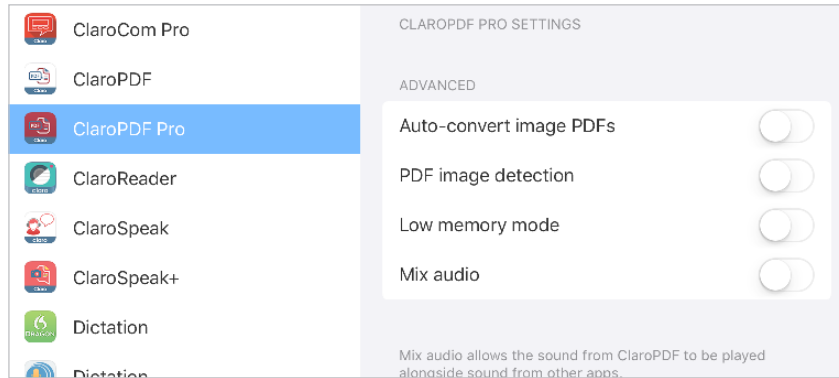 ClaroCom Pro
ClaroPDF
ClaroPDF Pro
ClaroReader
ClaroSpeak
ClaroSpeak+
Dictation
Dictation
CLAROPDF PRO SETTINGS
ADVANCED
Auto-convert image PDFs
PDF image detection
Low memory mode
Mix audio
Mix audio allows the sound from ClaroPDF to be played
alongside sound from other apps.